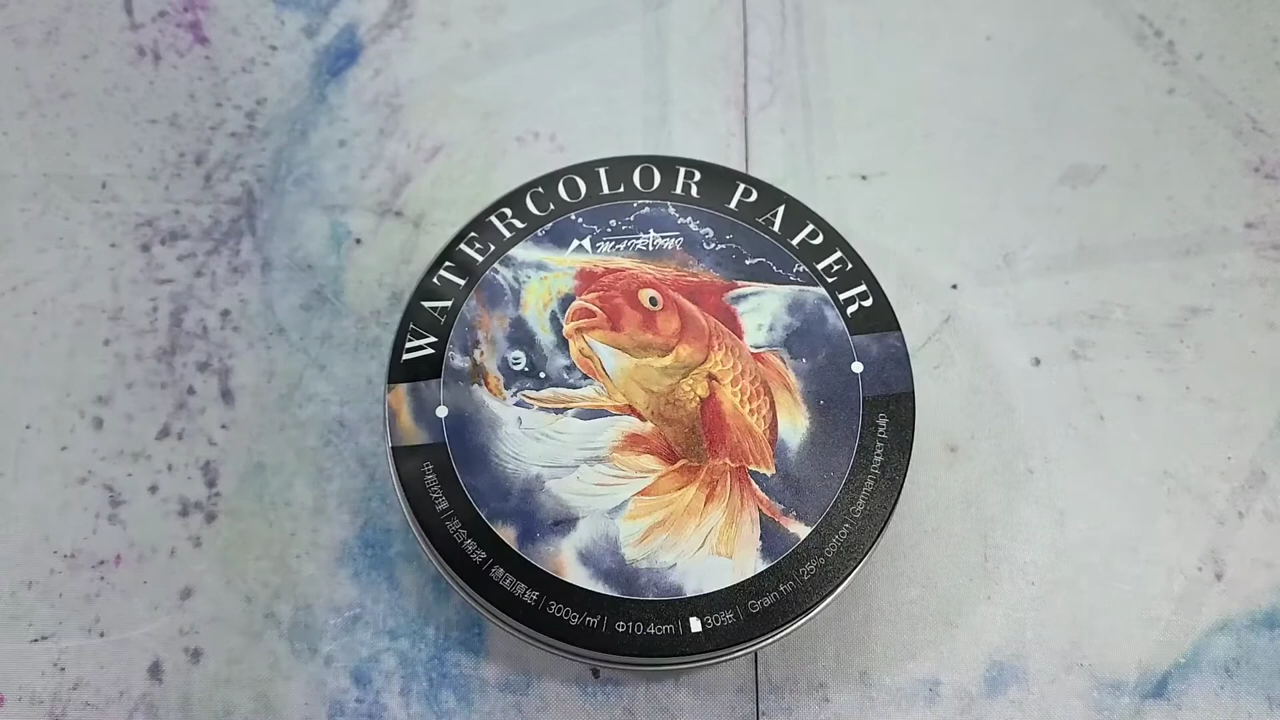 WATERCOLOR PAPER
MAIRTINI
中粗纹理 | 混合棉浆 | 德国原纸 | 300g/㎡ | Φ10.4cm | 30张 | Grain fin | 25% cotton | German paper pulp